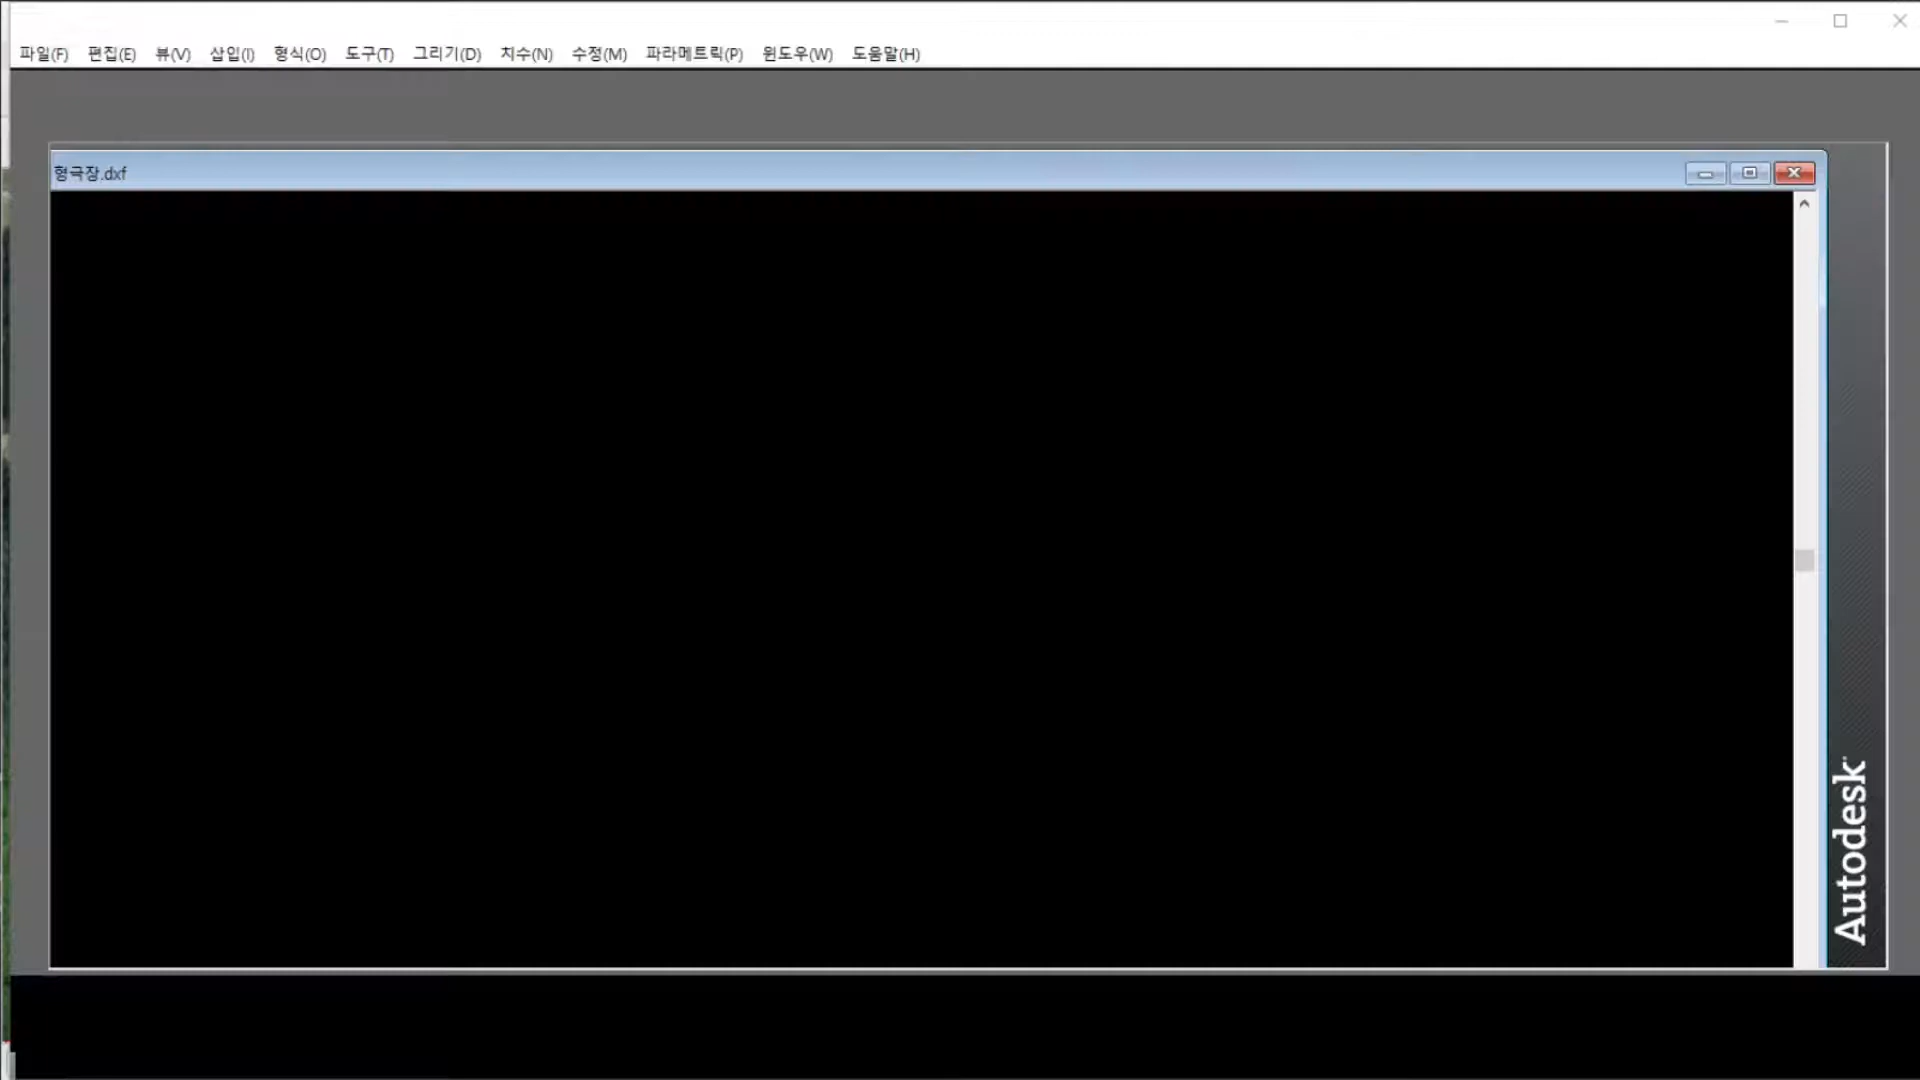 파일(F) 편집(E) 뷰(V) 삽입(I) 형식(O) 도구(T) 그리기(D) 치수(N) 수정(M) 파라메트릭(P) 윈도우(W) 도움말(H)
형극장.dxf
Autodesk